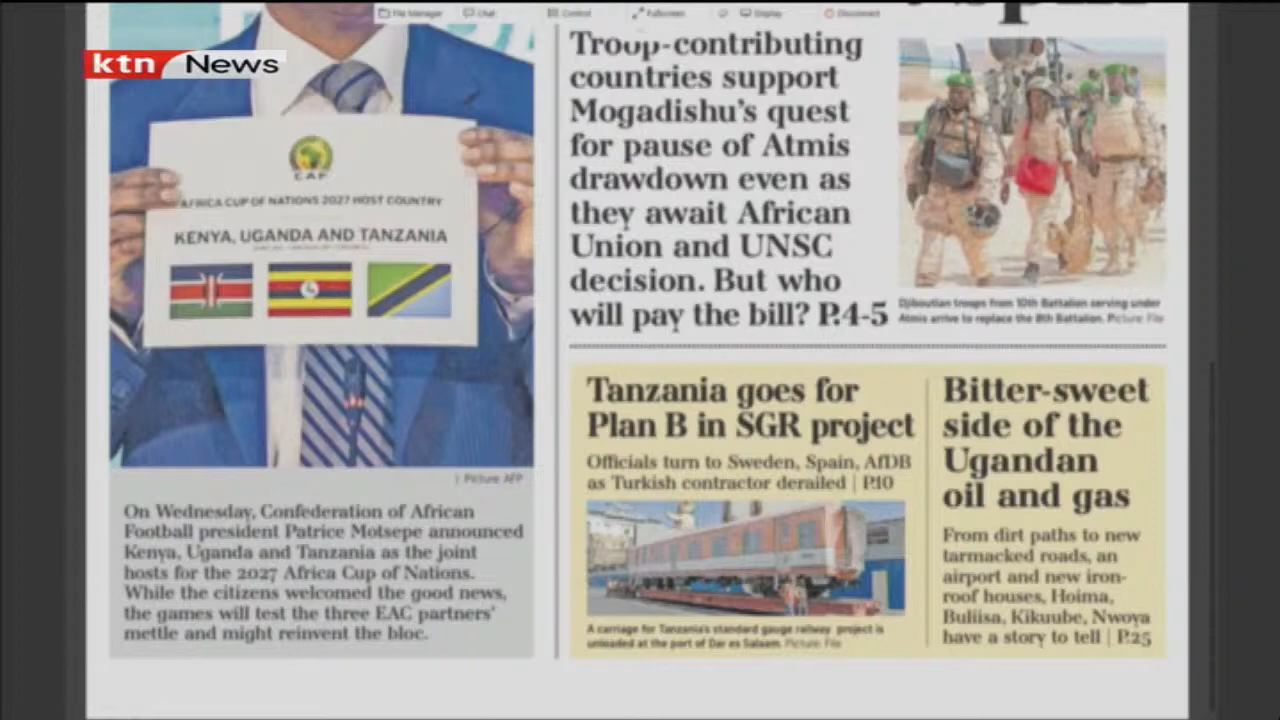 File Manager
Chat
Control
Fullscreen
Display
Disconnect
ktn News
CAF
AFRICA CUP OF NATIONS 2027 HOST COUNTRY
KENYA, UGANDA AND TANZANIA
| Picture: AFP
On Wednesday, Confederation of African
Football president Patrice Motsepe announced
Kenya, Uganda and Tanzania as the joint
hosts for the 2027 Africa Cup of Nations.
While the citizens welcomed the good news,
the games will test the three EAC partners'
mettle and might reinvent the bloc.
Troop-contributing
countries support
Mogadishu's quest
for pause of Atmis
drawdown even as
they await African
Union and UNSC
decision. But who
will pay the bill? P.4-5
Djiboutian troops from 10th Battalion serving under
Atmis arrive to replace the 8th Battalion. Picture: File
Tanzania goes for
Plan B in SGR project
Officials turn to Sweden, Spain, AfDB
as Turkish contractor derailed | P.10
A carriage for Tanzania's standard gauge railway project is
unloaded at the port of Dar es Salaam. Picture: File
Bitter-sweet
side of the
Ugandan
oil and gas
From dirt paths to new
tarmacked roads, an
airport and new iron-
roof houses, Hoima,
Buliisa, Kikuube, Nwoya
have a story to tell | P.25